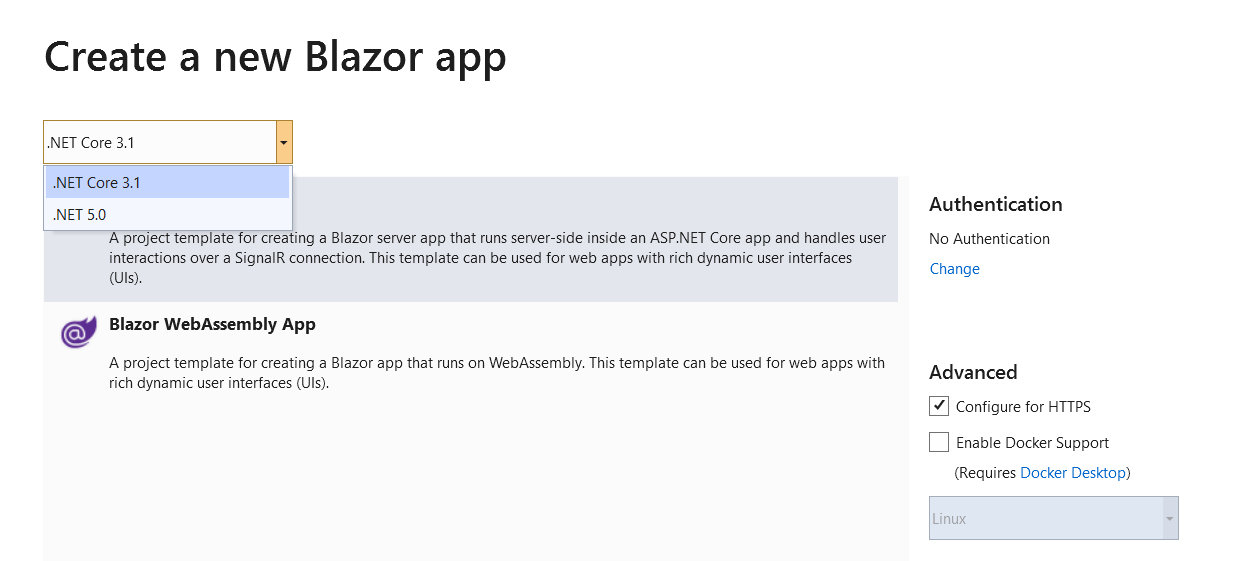 Create a new Blazor app
.NET Core 3.1
.NET Core 3.1
.NET 5.0
A project template for creating a Blazor server app that runs server-side inside an ASP.NET Core app and handles user
interactions over a SignalR connection. This template can be used for web apps with rich dynamic user interfaces
(UIs).
Blazor WebAssembly App
A project template for creating a Blazor app that runs on WebAssembly. This template can be used for web apps with
rich dynamic user interfaces (UIs).
Authentication
No Authentication
Change
Advanced
Configure for HTTPS
Enable Docker Support
(Requires Docker Desktop)
Linux